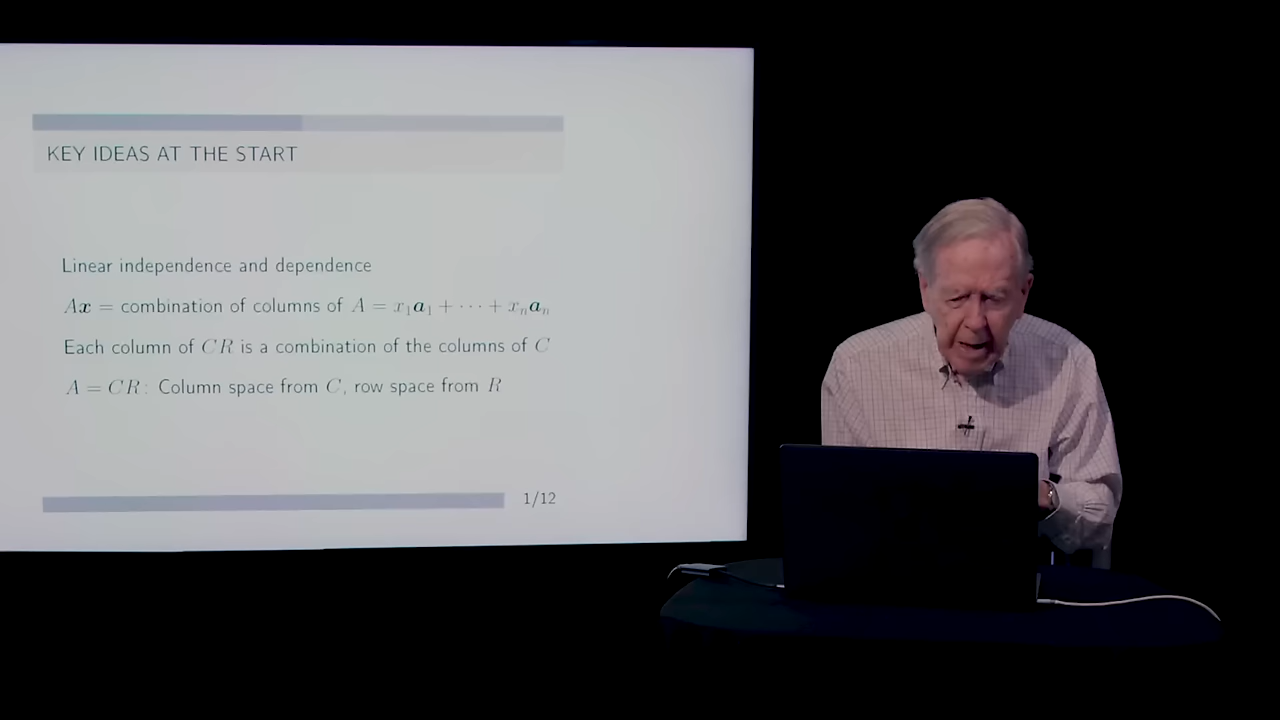 KEY IDEAS AT THE START
Linear independence and dependence
Ax = combination of columns of A = x₁a₁ + ⋯ + xₙaₙ
Each column of CR is a combination of the columns of C
A = CR: Column space from C, row space from R
1/12